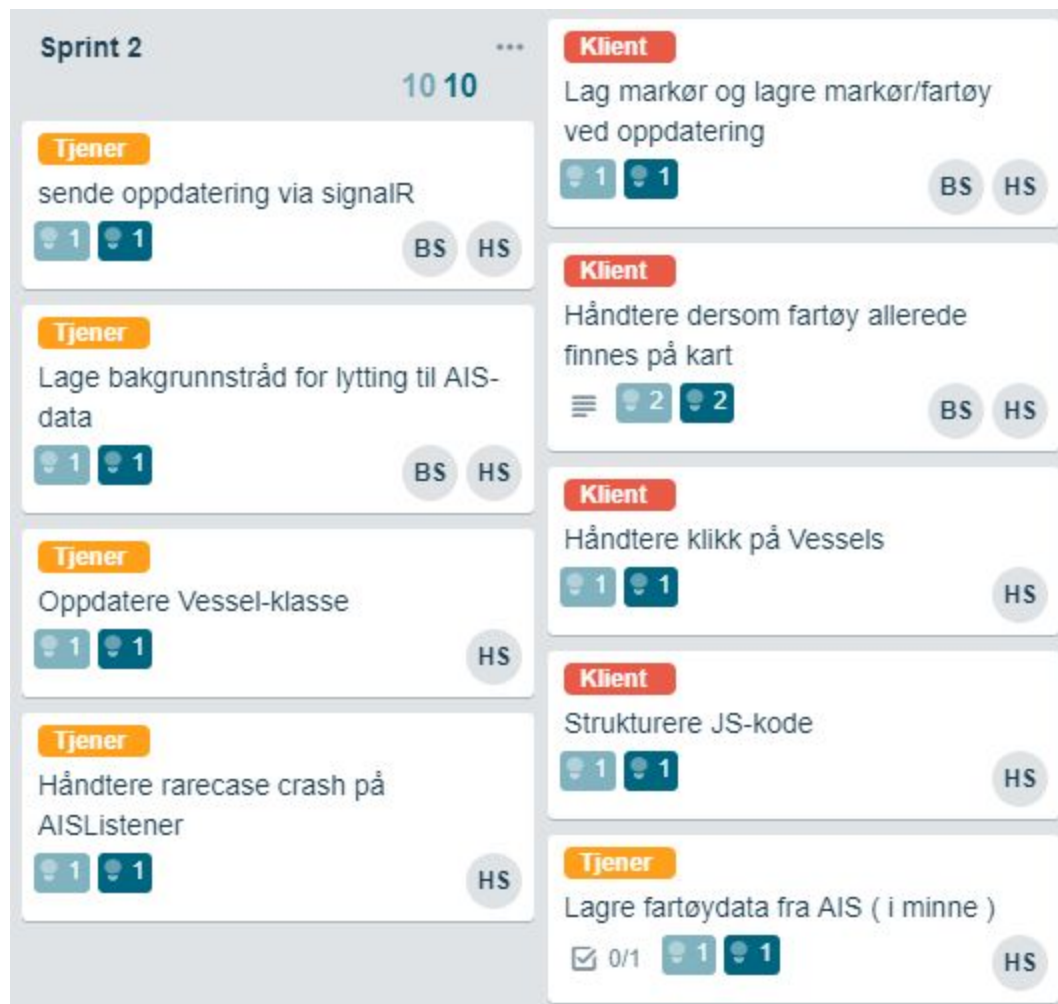 Sprint 2
10 10
Tjener
sende oppdatering via signalR
1 1
BS HS
Tjener
Lage bakgrunnstråd for lytting til AIS-
data
1 1
BS HS
Tjener
Oppdatere Vessel-klasse
1 1
HS
Tjener
Håndtere rarecase crash på
AISListener
1 1
HS
Klient
Lag markør og lagre markør/fartøy
ved oppdatering
1 1
BS HS
Klient
Håndtere dersom fartøy allerede
finnes på kart
2 2
BS HS
Klient
Håndtere klikk på Vessels
1 1
HS
Klient
Strukturere JS-kode
1 1
HS
Tjener
Lagre fartøydata fra AIS ( i minne )
0/1 1 1
HS